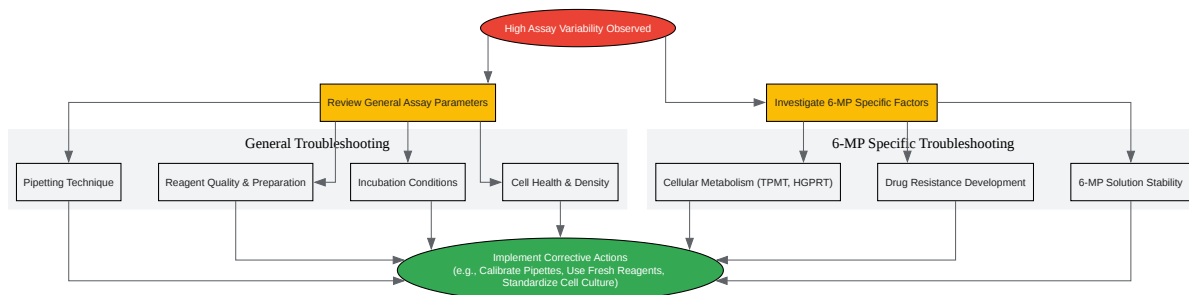 High Assay Variability Observed
Review General Assay Parameters
Investigate 6-MP Specific Factors
General Troubleshooting
6-MP Specific Troubleshooting
Pipetting Technique
Reagent Quality & Preparation
Incubation Conditions
Cell Health & Density
Cellular Metabolism (TPMT, HGPRT)
Drug Resistance Development
6-MP Solution Stability
Implement Corrective Actions
(e.g., Calibrate Pipettes, Use Fresh Reagents,
Standardize Cell Culture)